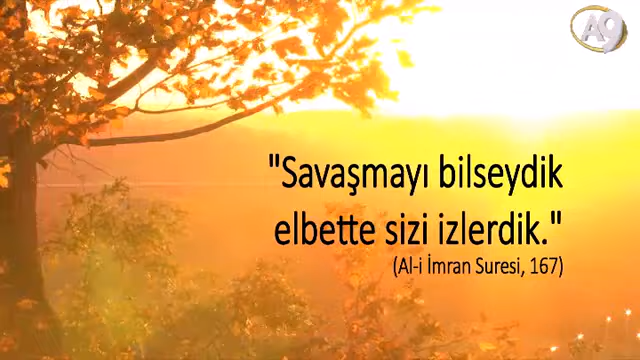 A9
"Savaşmayı bilseydik
elbette sizi izlerdik."
(Al-i İmran Suresi, 167)